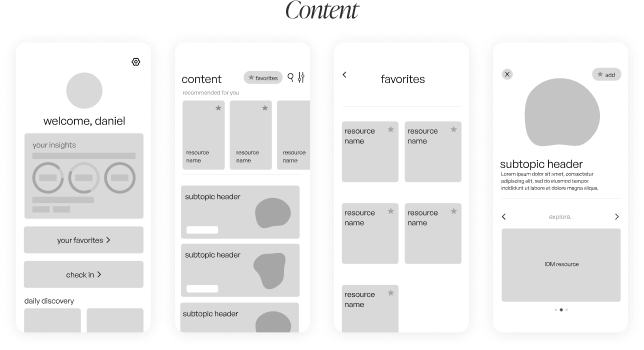 Content
welcome, daniel
your insights
your favorites >
check in >
daily discovery
content
★ favorites
recommended for you
resource
name
resource
name
resource
name
subtopic header
subtopic header
subtopic header
< favorites
resource
name
resource
name
resource
name
resource
name
resource
name
X
★ add
subtopic header
Lorem ipsum dolor sit amet, consectetur
adipiscing elit, sed do eiusmod tempor
incididunt ut labore et dolore magna aliqua.
< explore. >
IDM resource